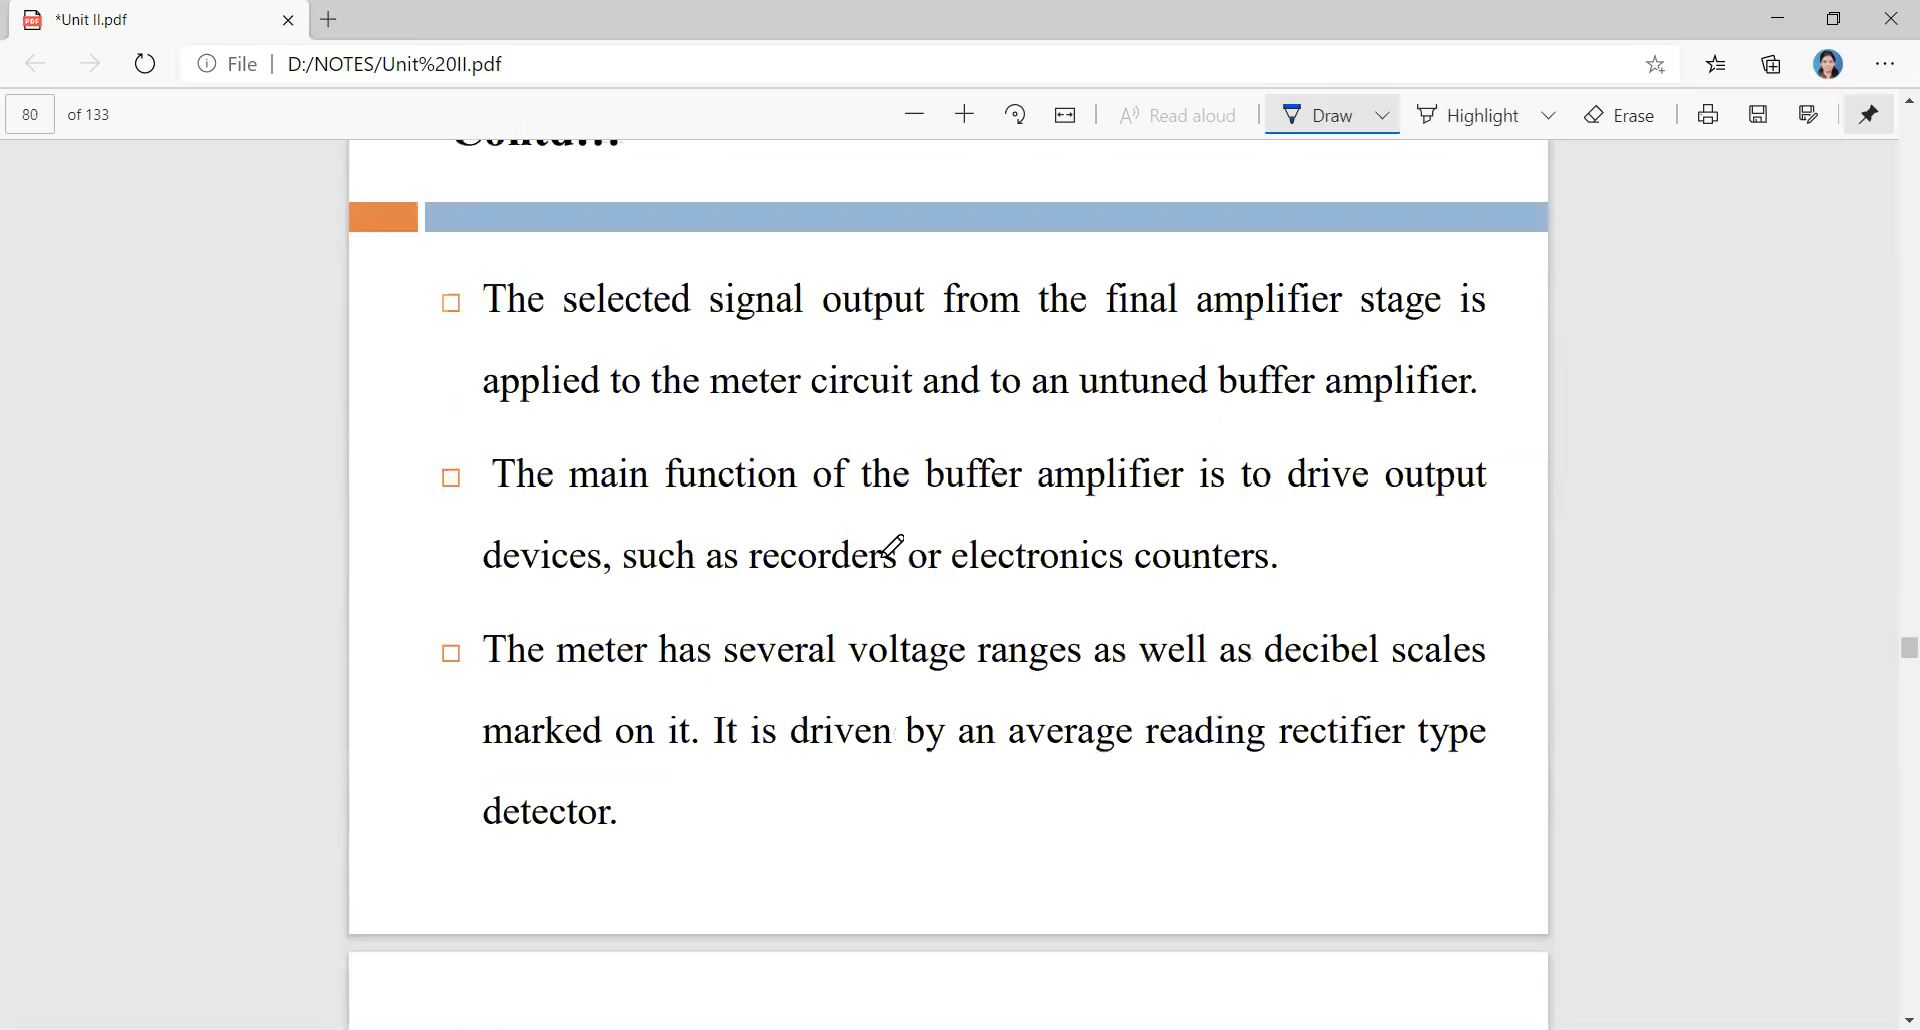 *Unit II.pdf
File
D:/NOTES/Unit%20II.pdf
80 of 133
Read aloud
Draw
Highlight
Erase
Contd...
The selected signal output from the final amplifier stage is
applied to the meter circuit and to an untuned buffer amplifier.
The main function of the buffer amplifier is to drive output
devices, such as recorders or electronics counters.
The meter has several voltage ranges as well as decibel scales
marked on it. It is driven by an average reading rectifier type
detector.